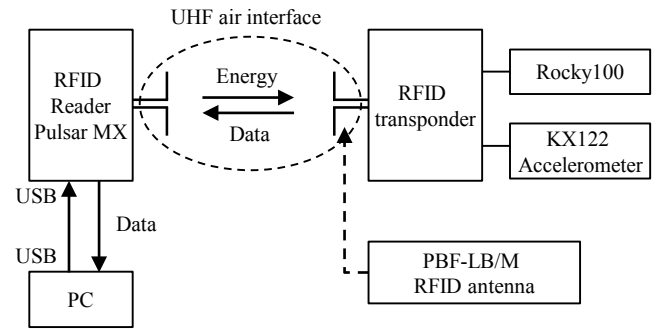 UHF air interface
RFID
Reader
Pulsar MX
Energy
Data
RFID
transponder
Rocky100
KX122
Accelerometer
USB
Data
USB
PC
PBF-LB/M
RFID antenna